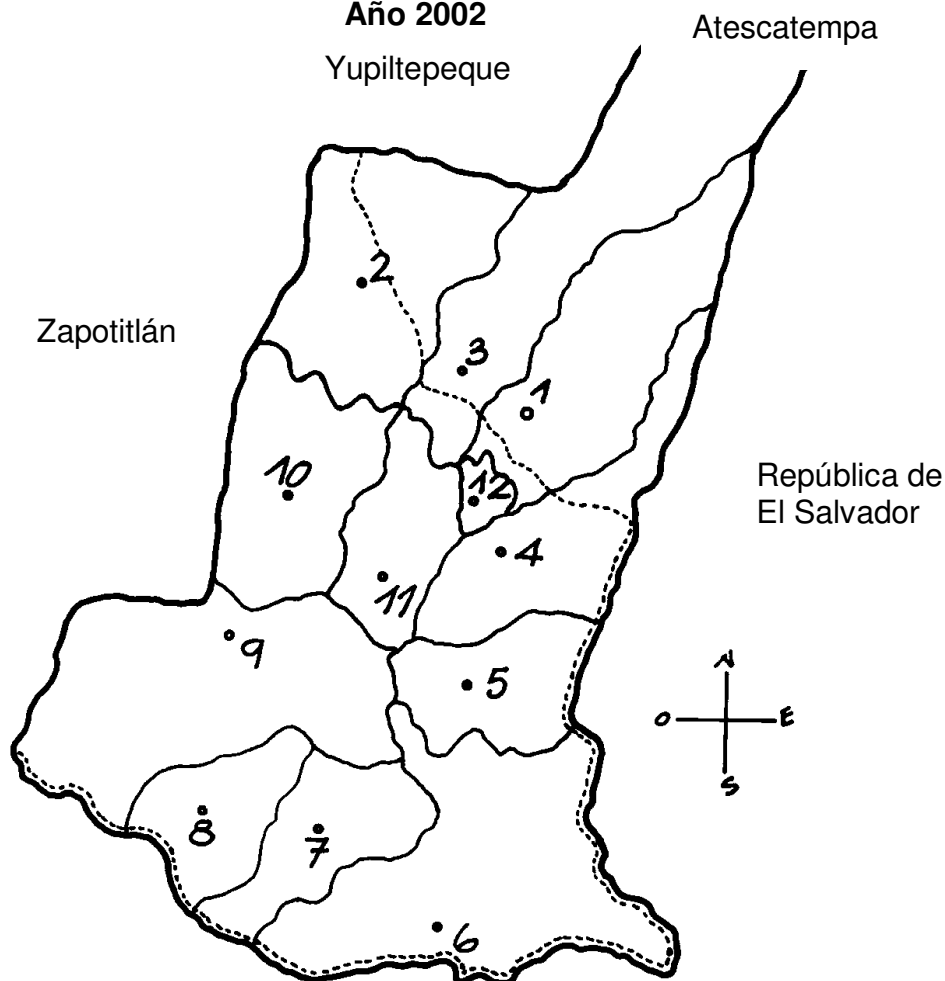 Año 2002
Atescatempa
Yupiltepeque
2
Zapotitlán
3
1
10
12
República de
El Salvador
4
11
9
5
N
O E
S
8
7
6